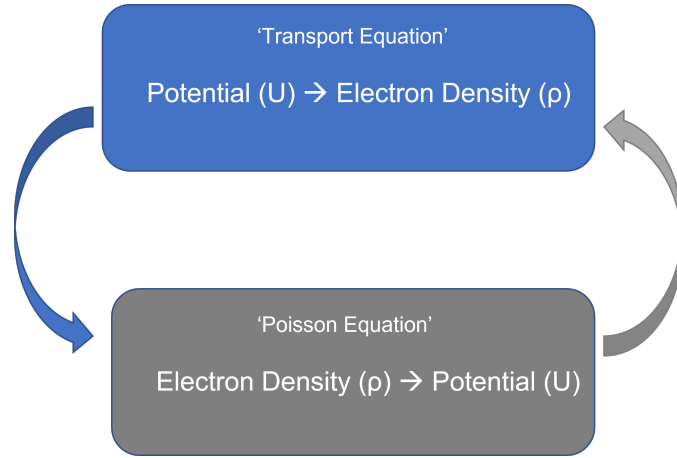 ‘Transport Equation’
Potential (U) → Electron Density (ρ)
‘Poisson Equation’
Electron Density (ρ) → Potential (U)